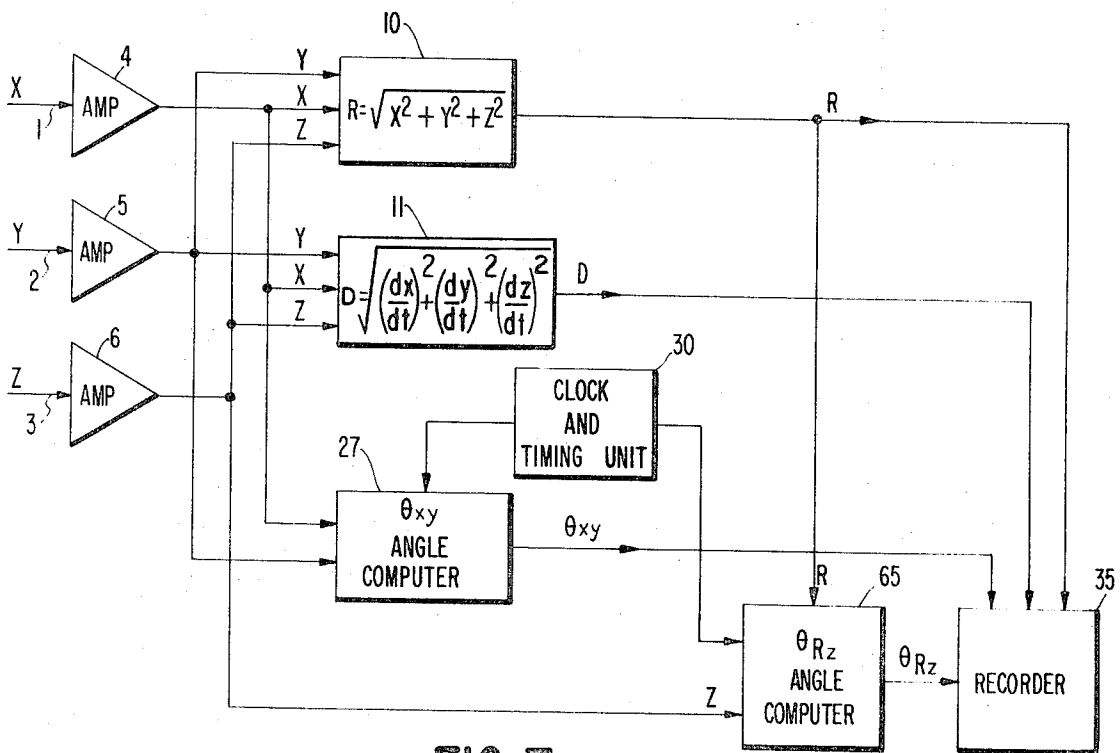 10
4
X
AMP
1
Y
X
Z
R=√X²+Y²+Z²
R
5
Y
AMP
2
11
Y
X
Z
D=√(dx/dt)²+(dy/dt)²+(dz/dt)²
D
6
Z
AMP
3
30
CLOCK
AND
TIMING UNIT
27
θxy
ANGLE
COMPUTER
θxy
R
65
35
θRz
ANGLE
COMPUTER
Z
θRz
RECORDER